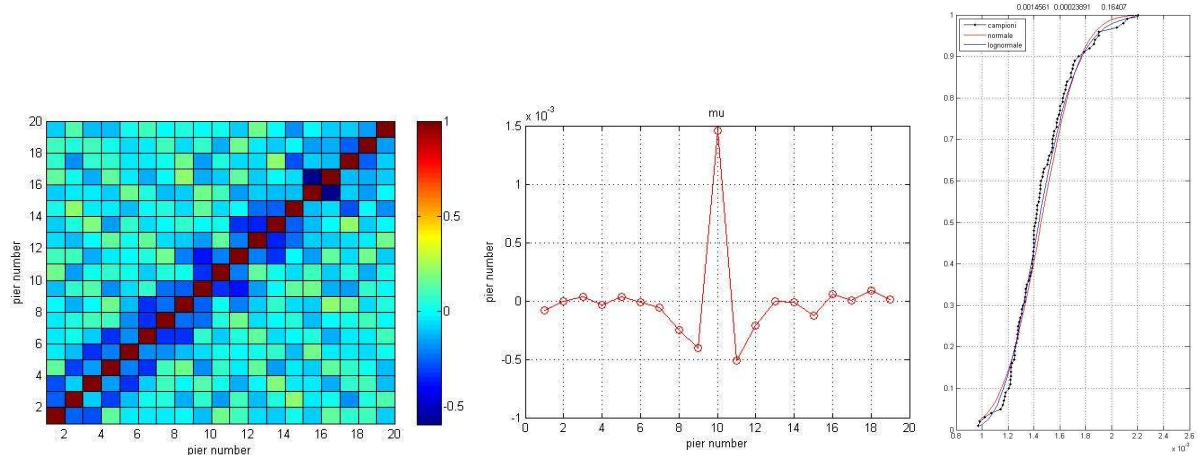 20
18
16
14
12
10
8
6
4
2
pier number
2 4 6 8 10 12 14 16 18 20
pier number
1
0.5
0
-0.5
x 10⁻³
mu
1.5
1
0.5
0
-0.5
-1
pier number
0 2 4 6 8 10 12 14 16 18 20
pier number
0.0014561 0.00023891 0.16407
campioni
normale
lognormale
1
0.9
0.8
0.7
0.6
0.5
0.4
0.3
0.2
0.1
0
0.8 1 1.2 1.4 1.6 1.8 2 2.2 2.4 2.6
x 10⁻³